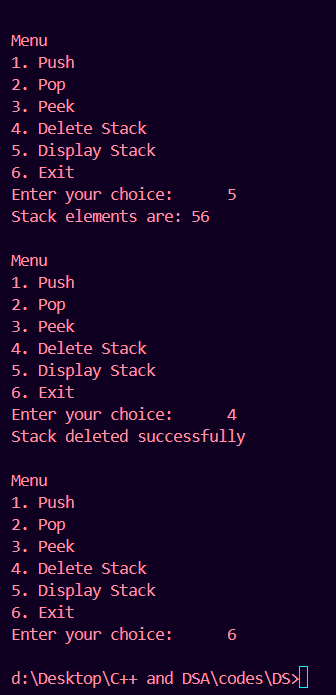 Menu
1. Push
2. Pop
3. Peek
4. Delete Stack
5. Display Stack
6. Exit
Enter your choice:      5
Stack elements are: 56

Menu
1. Push
2. Pop
3. Peek
4. Delete Stack
5. Display Stack
6. Exit
Enter your choice:      4
Stack deleted successfully

Menu
1. Push
2. Pop
3. Peek
4. Delete Stack
5. Display Stack
6. Exit
Enter your choice:      6

d:\Desktop\C++ and DSA\codes\DS>